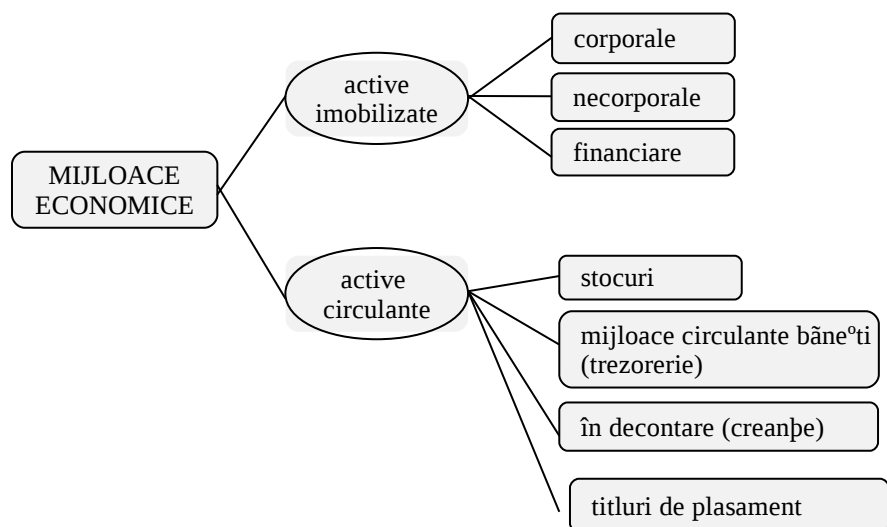 MIJLOACE
ECONOMICE
active
imobilizate
corporale
necorporale
financiare
active
circulante
stocuri
mijloace circulante bãneºti
(trezorerie)
în decontare (creanþe)
titluri de plasament